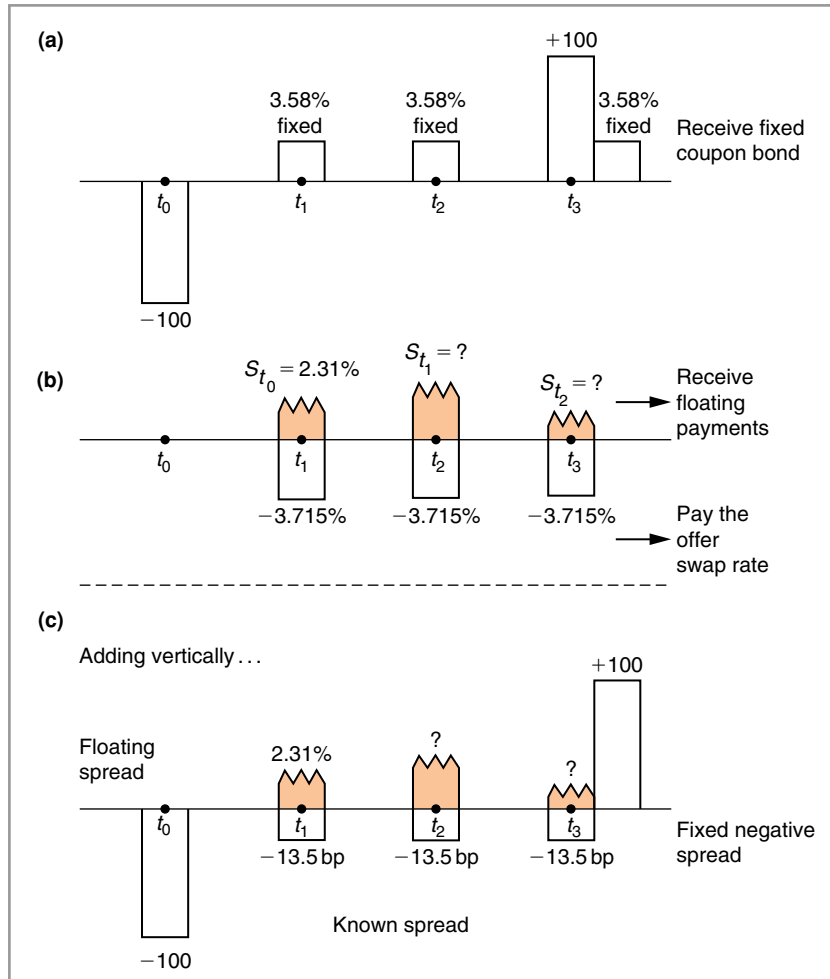 (a)
+100
3.58%
fixed
3.58%
fixed
3.58%
fixed
Receive fixed
coupon bond
t0
t1
t2
t3
−100
(b)
St0 = 2.31%
St1 = ?
St2 = ?
Receive
floating
payments
t0
t1
t2
t3
−3.715%
−3.715%
−3.715%
Pay the
offer
swap rate
(c)
Adding vertically . . .
+100
Floating
spread
2.31%
?
?
t0
t1
t2
t3
Fixed negative
spread
−13.5 bp
−13.5 bp
−13.5 bp
Known spread
−100